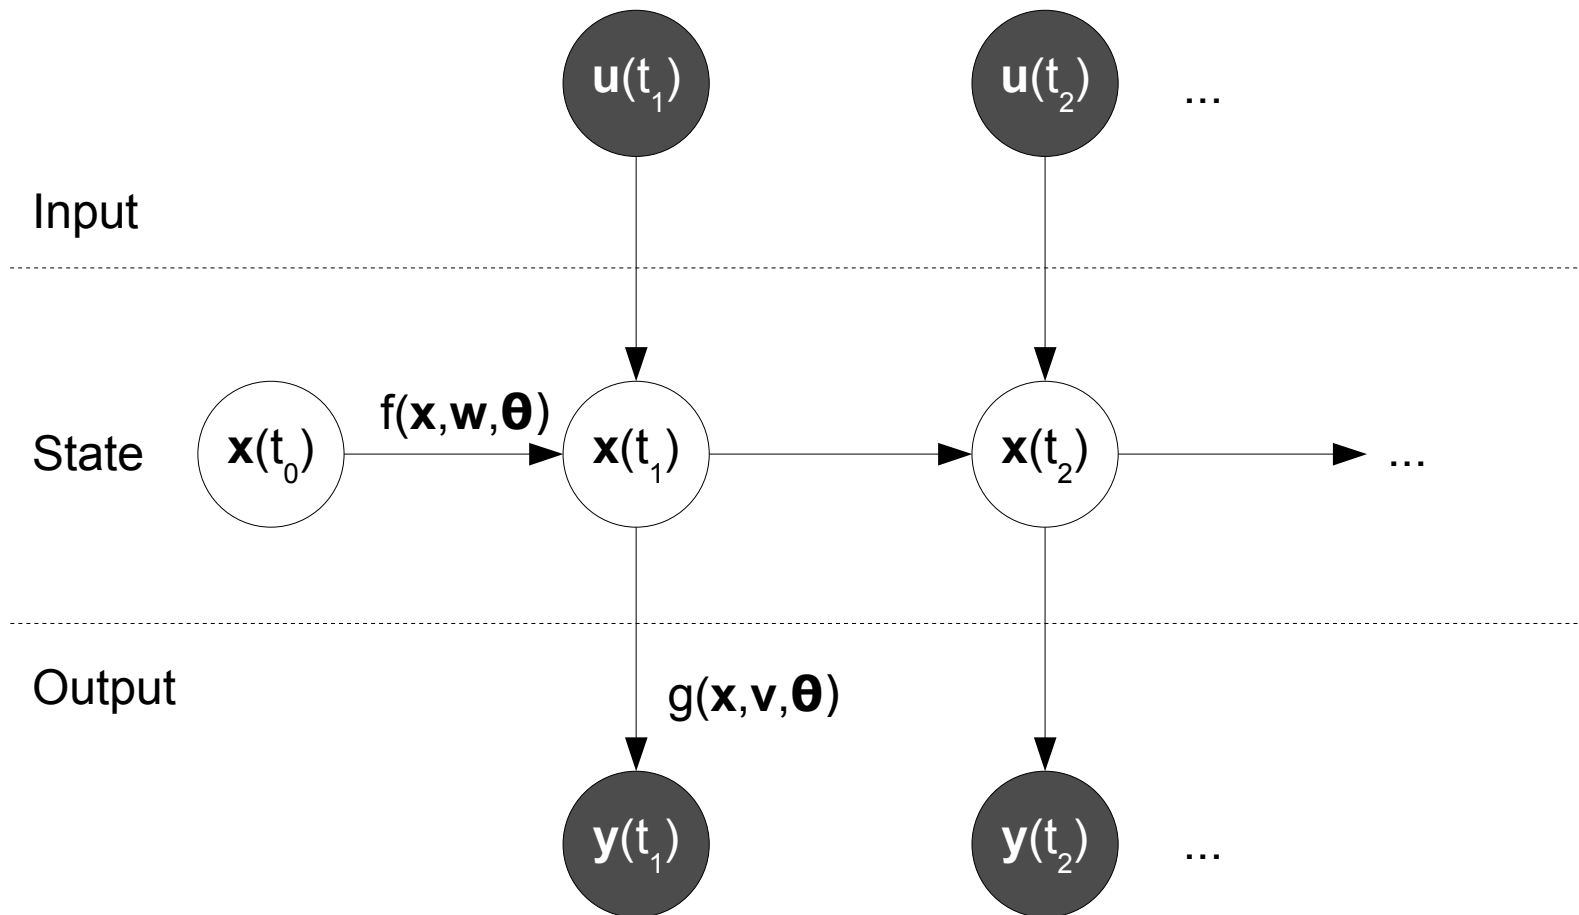 u(t₁) u(t₂) ...
Input
f(x,w,θ)
State x(t₀) x(t₁) x(t₂) ...
Output
g(x,v,θ)
y(t₁) y(t₂) ...